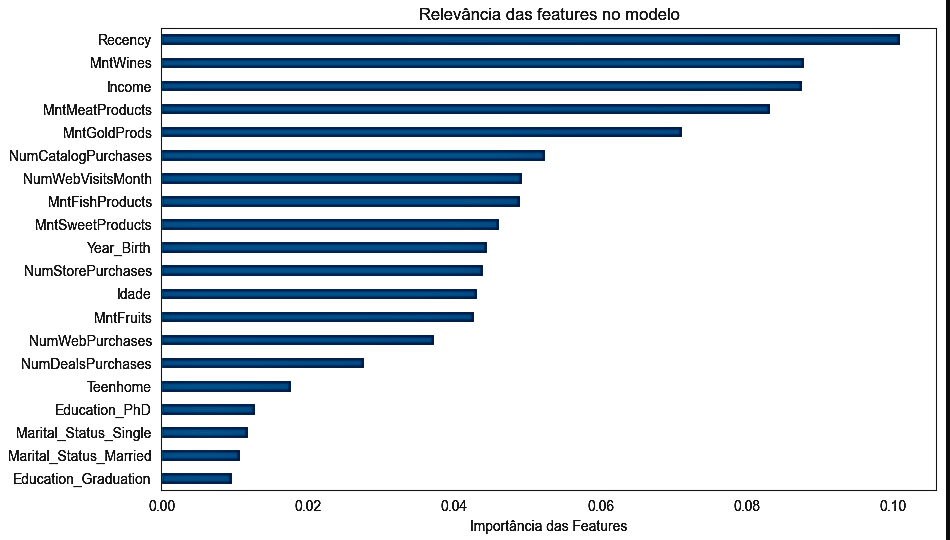 Relevância das features no modelo
Recency
MntWines
Income
MntMeatProducts
MntGoldProds
NumCatalogPurchases
NumWebVisitsMonth
MntFishProducts
MntSweetProducts
Year_Birth
NumStorePurchases
Idade
MntFruits
NumWebPurchases
NumDealsPurchases
Teenhome
Education_PhD
Marital_Status_Single
Marital_Status_Married
Education_Graduation
0.00 0.02 0.04 0.06 0.08 0.10
Importância das Features